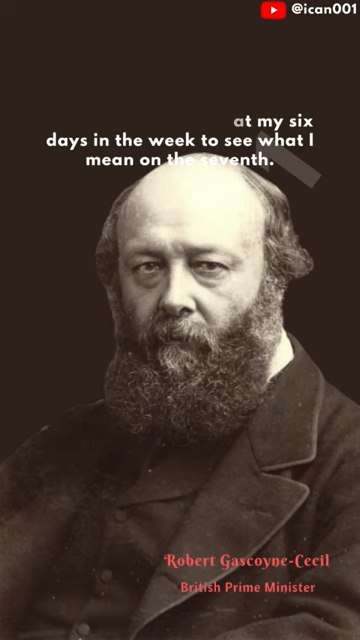 @ican001
at my six
days in the week to see what I
mean on the seventh.
Robert Gascoyne-Cecil
British Prime Minister